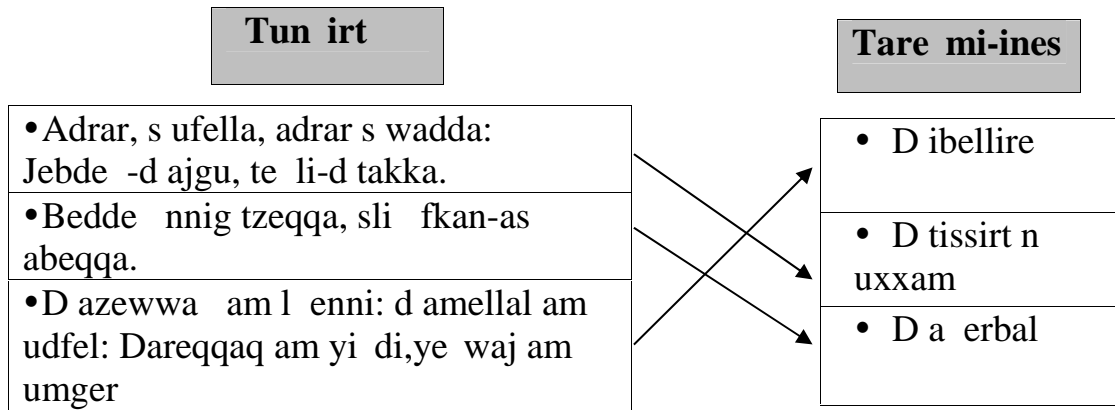 Tun irt
Tare mi-ines
•Adrar, s ufella, adrar s wadda:
Jebde -d ajgu, te li-d takka.
•Bedde nnig tzeqqa, sli fkan-as
abeqqa.
•D azewwa am l enni: d amellal am
udfel: Dareqqaq am yi di,ye waj am
umger
• D ibellire
• D tissirt n
uxxam
• D a erbal